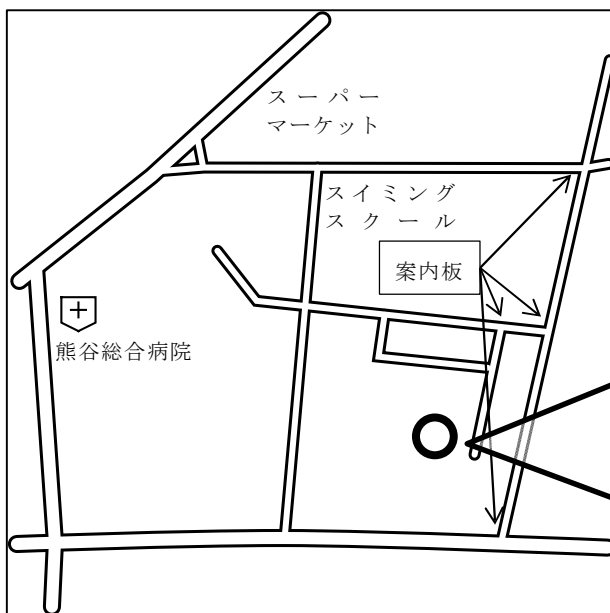 スーパー
マーケット
スイミング
スクール
案内板
熊谷総合病院